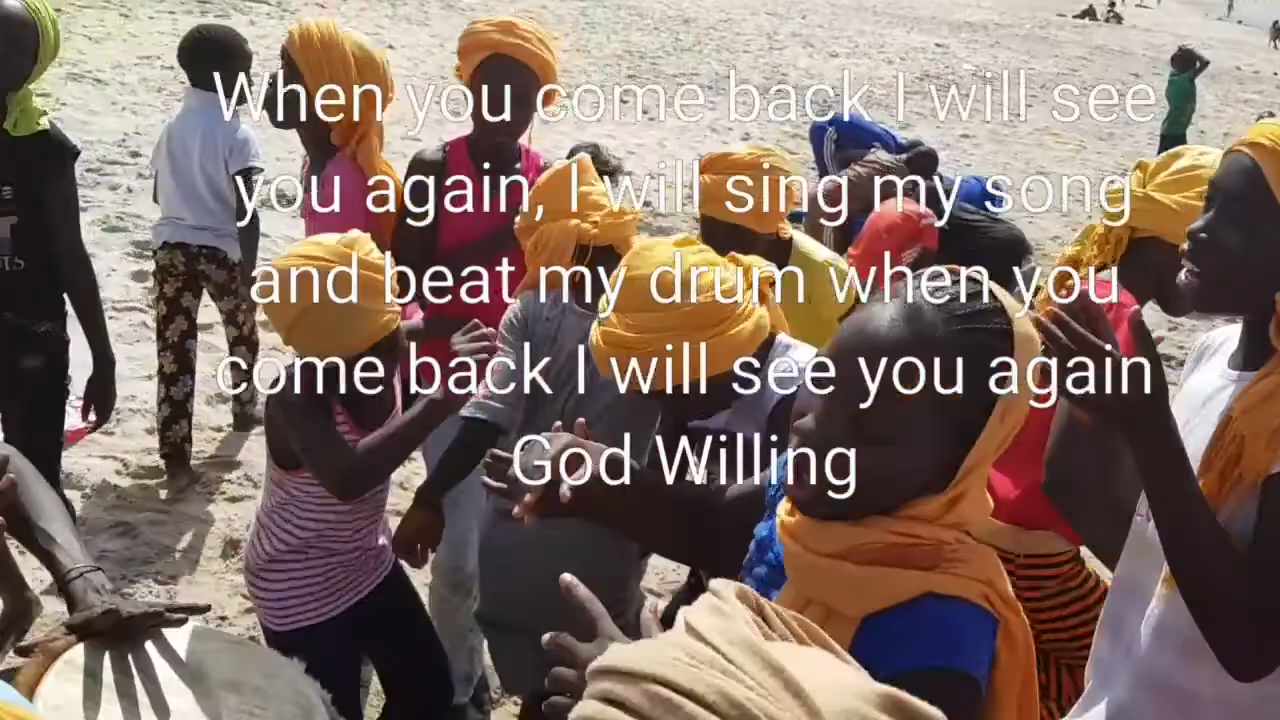 When you come back I will see
you again, I will sing my song
and beat my drum when you
come back I will see you again
God Willing